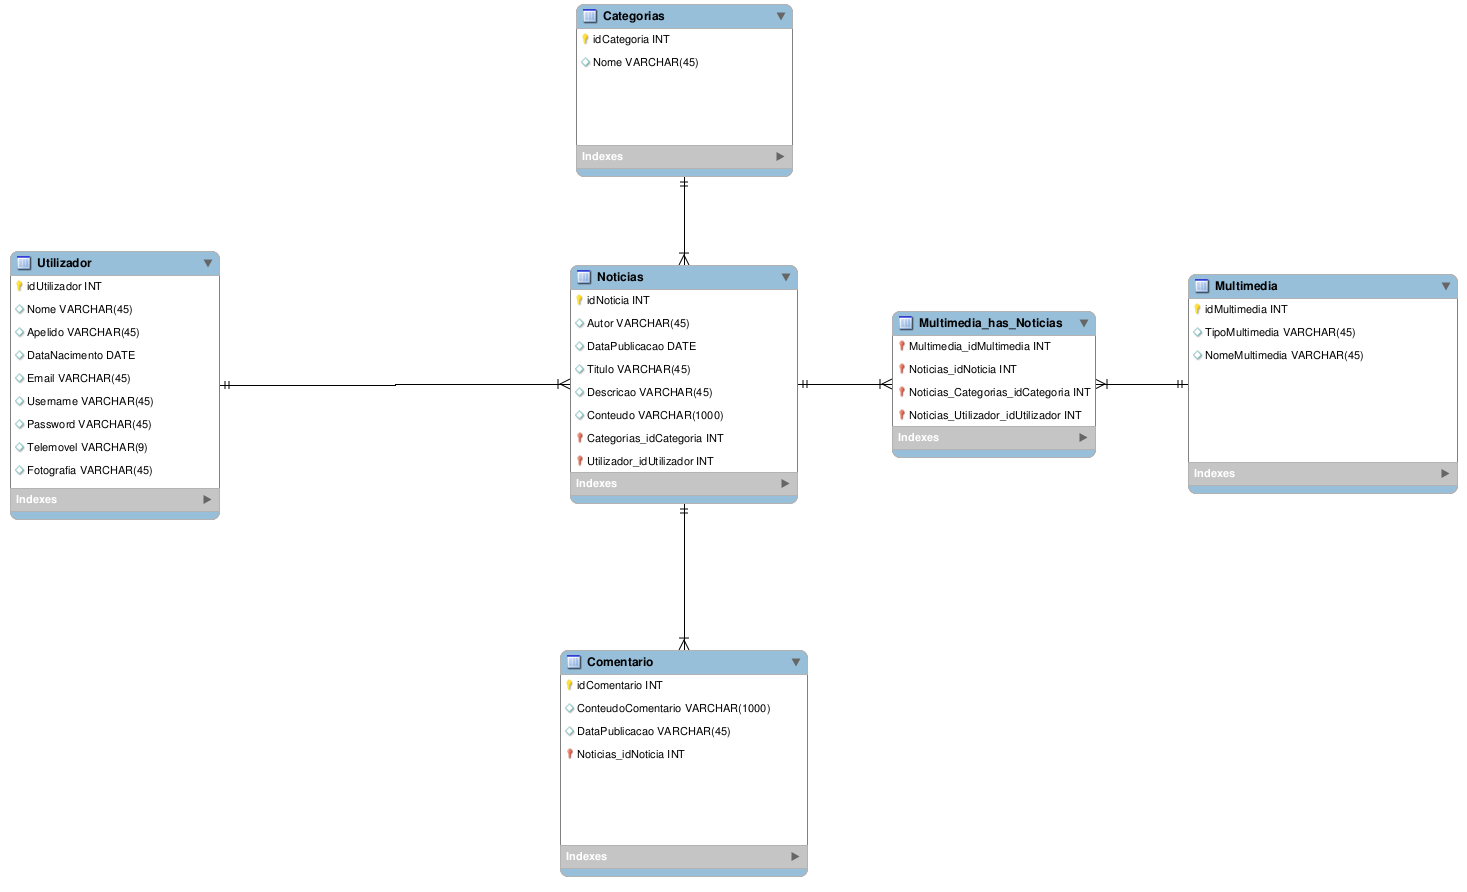 Categorias
idCategoria INT
Nome VARCHAR(45)
Indexes
Utilizador
idUtilizador INT
Nome VARCHAR(45)
Apelido VARCHAR(45)
DataNacimento DATE
Email VARCHAR(45)
Username VARCHAR(45)
Password VARCHAR(45)
Telemovel VARCHAR(9)
Fotografia VARCHAR(45)
Indexes
Noticias
idNoticia INT
Autor VARCHAR(45)
DataPublicacao DATE
Titulo VARCHAR(45)
Descricao VARCHAR(45)
Conteudo VARCHAR(1000)
Categorias_idCategoria INT
Utilizador_idUtilizador INT
Indexes
Multimedia_has_Noticias
Multimedia_idMultimedia INT
Noticias_idNoticia INT
Noticias_Categorias_idCategoria INT
Noticias_Utilizador_idUtilizador INT
Indexes
Multimedia
idMultimedia INT
TipoMultimedia VARCHAR(45)
NomeMultimedia VARCHAR(45)
Indexes
Comentario
idComentario INT
ConteudoComentario VARCHAR(1000)
DataPublicacao VARCHAR(45)
Noticias_idNoticia INT
Indexes